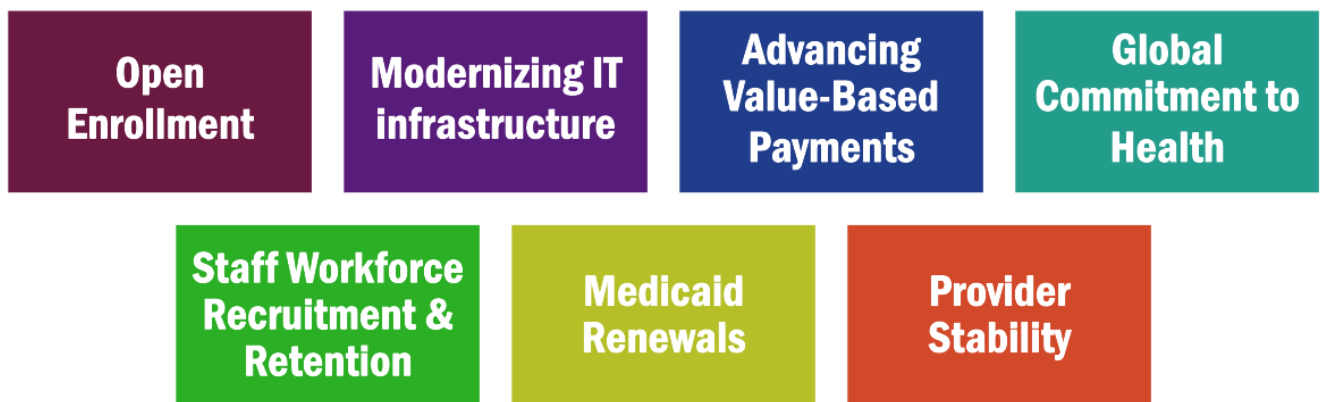 Open
Enrollment
Modernizing IT
infrastructure
Advancing
Value-Based
Payments
Global
Commitment to
Health
Staff Workforce
Recruitment &
Retention
Medicaid
Renewals
Provider
Stability